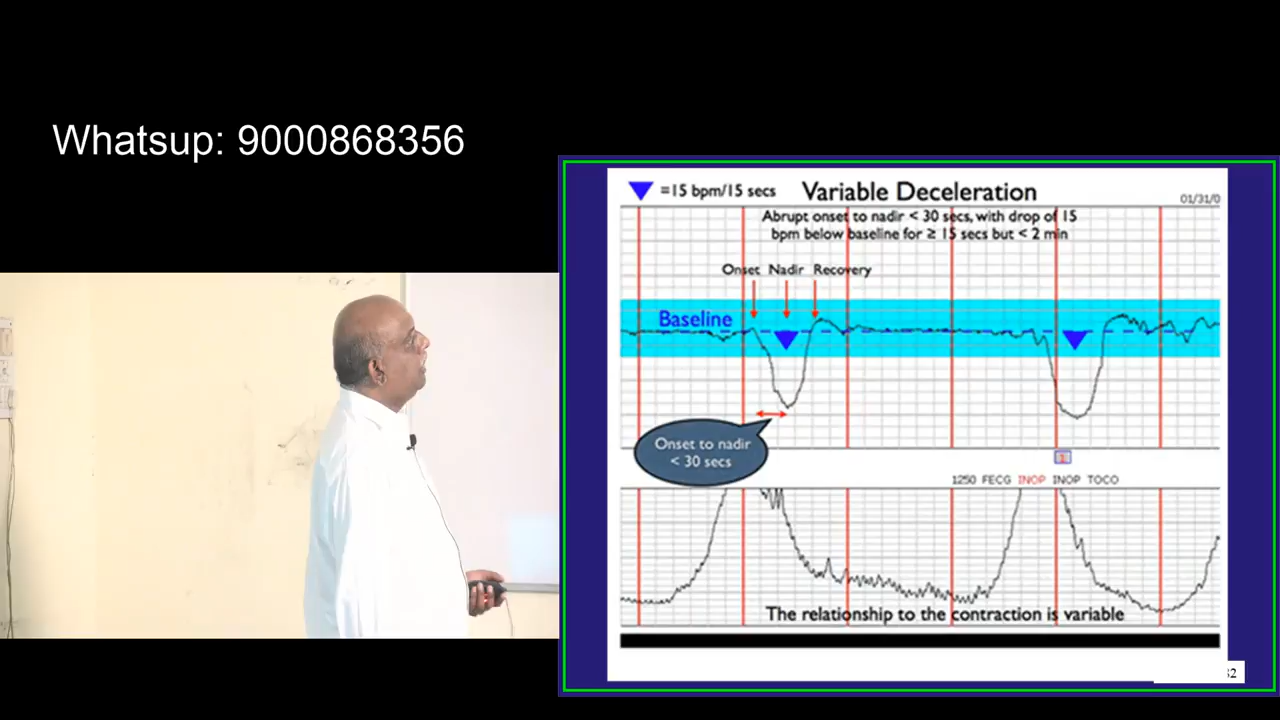 Whatsup: 9000868356
=15 bpm/15 secs
Variable Deceleration
01/31/0
Abrupt onset to nadir < 30 secs, with drop of 15
bpm below baseline for ≥ 15 secs but < 2 min
Onset Nadir Recovery
Baseline
Onset to nadir
< 30 secs
1250 FECG INOP INOP TOCO
The relationship to the contraction is variable